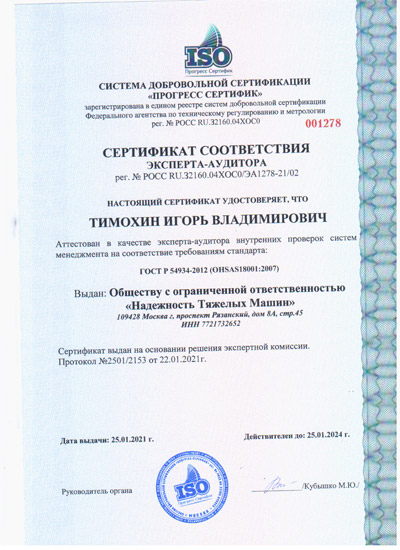 ISO
Прогресс Сертифик
СИСТЕМА ДОБРОВОЛЬНОЙ СЕРТИФИКАЦИИ
«ПРОГРЕСС СЕРТИФИК»
зарегистрирована в едином реестре систем добровольной сертификации
Федерального агентства по техническому регулированию и метрологии
рег. № РОСС RU.32160.04ХОС0
001278
СЕРТИФИКАТ СООТВЕТСТВИЯ
ЭКСПЕРТА-АУДИТОРА
рег. № РОСС RU.32160.04ХОС0/ЭА1278-21/02
НАСТОЯЩИЙ СЕРТИФИКАТ УДОСТОВЕРЯЕТ, ЧТО
ТИМОХИН ИГОРЬ ВЛАДИМИРОВИЧ
Аттестован в качестве эксперта-аудитора внутренних проверок систем
менеджмента на соответствие требованиям стандарта:
ГОСТ Р 54934-2012 (OHSAS18001:2007)
Выдан: Обществу с ограниченной ответственностью
«Надежность Тяжелых Машин»
109428 Москва г, проспект Рязанский, дом 8А, стр.45
ИНН 7721732652
Сертификат выдан на основании решения экспертной комиссии.
Протокол №2501/2153 от 22.01.2021г.
Дата выдачи: 25.01.2021 г.
Действителен до: 25.01.2024 г.
Руководитель органа
ISO
Прогресс Сертифик
МОСКВА
/Кубышко М.Ю./